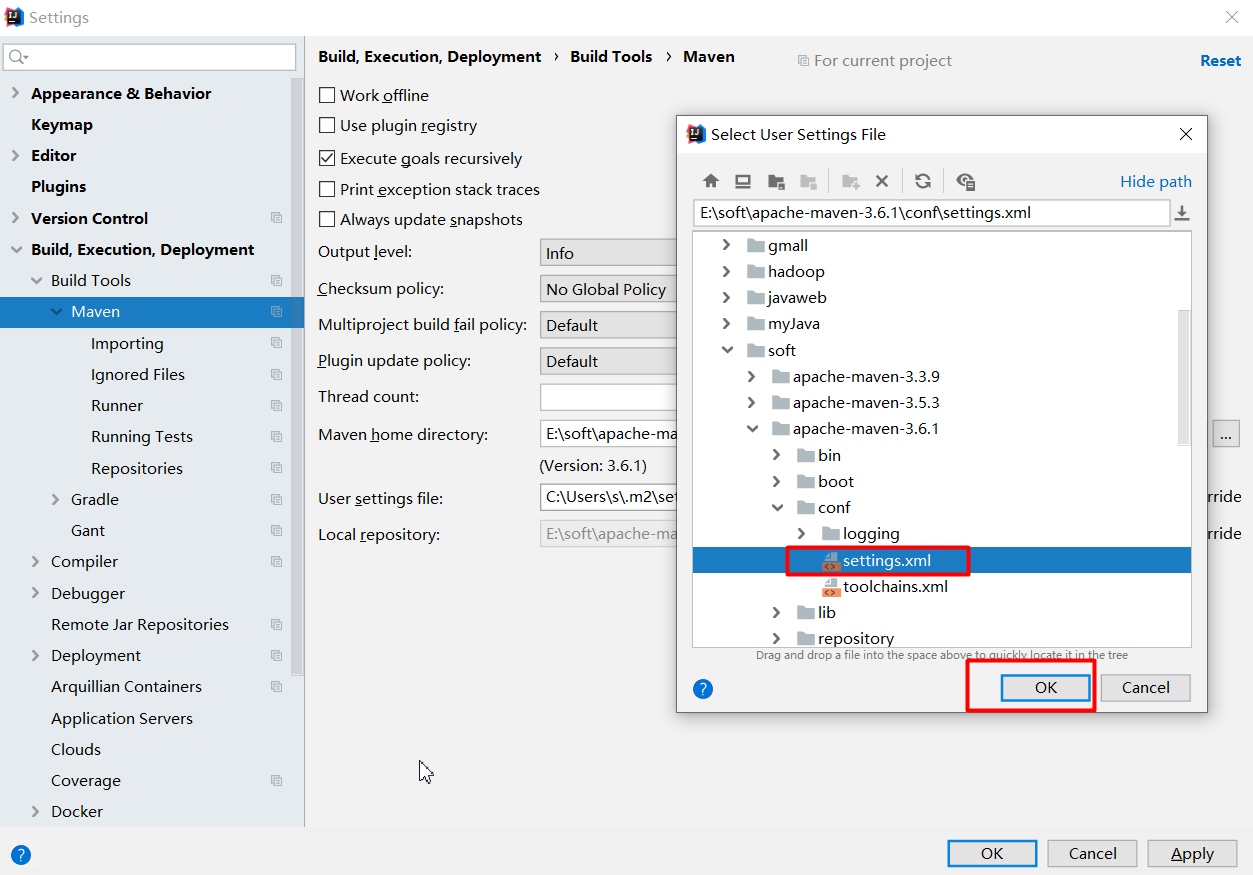 Settings
Build, Execution, Deployment › Build Tools › Maven
For current project
Reset
Appearance & Behavior
Keymap
Editor
Plugins
Version Control
Build, Execution, Deployment
Build Tools
Maven
Importing
Ignored Files
Runner
Running Tests
Repositories
Gradle
Gant
Compiler
Debugger
Remote Jar Repositories
Deployment
Arquillian Containers
Application Servers
Clouds
Coverage
Docker
Work offline
Use plugin registry
Execute goals recursively
Print exception stack traces
Always update snapshots
Output level: Info
Checksum policy: No Global Policy
Multiproject build fail policy: Default
Plugin update policy: Default
Thread count:
Maven home directory: E:\soft\apache-ma
...
(Version: 3.6.1)
User settings file: C:\Users\s\.m2\set
rride
Local repository: E:\soft\apache-ma
rride
Select User Settings File
Hide path
E:\soft\apache-maven-3.6.1\conf\settings.xml
gmall
hadoop
javaweb
myJava
soft
apache-maven-3.3.9
apache-maven-3.5.3
apache-maven-3.6.1
bin
boot
conf
logging
settings.xml
toolchains.xml
lib
repository
Drag and drop a file into the space above to quickly locate it in the tree
?
OK
Cancel
?
OK
Cancel
Apply